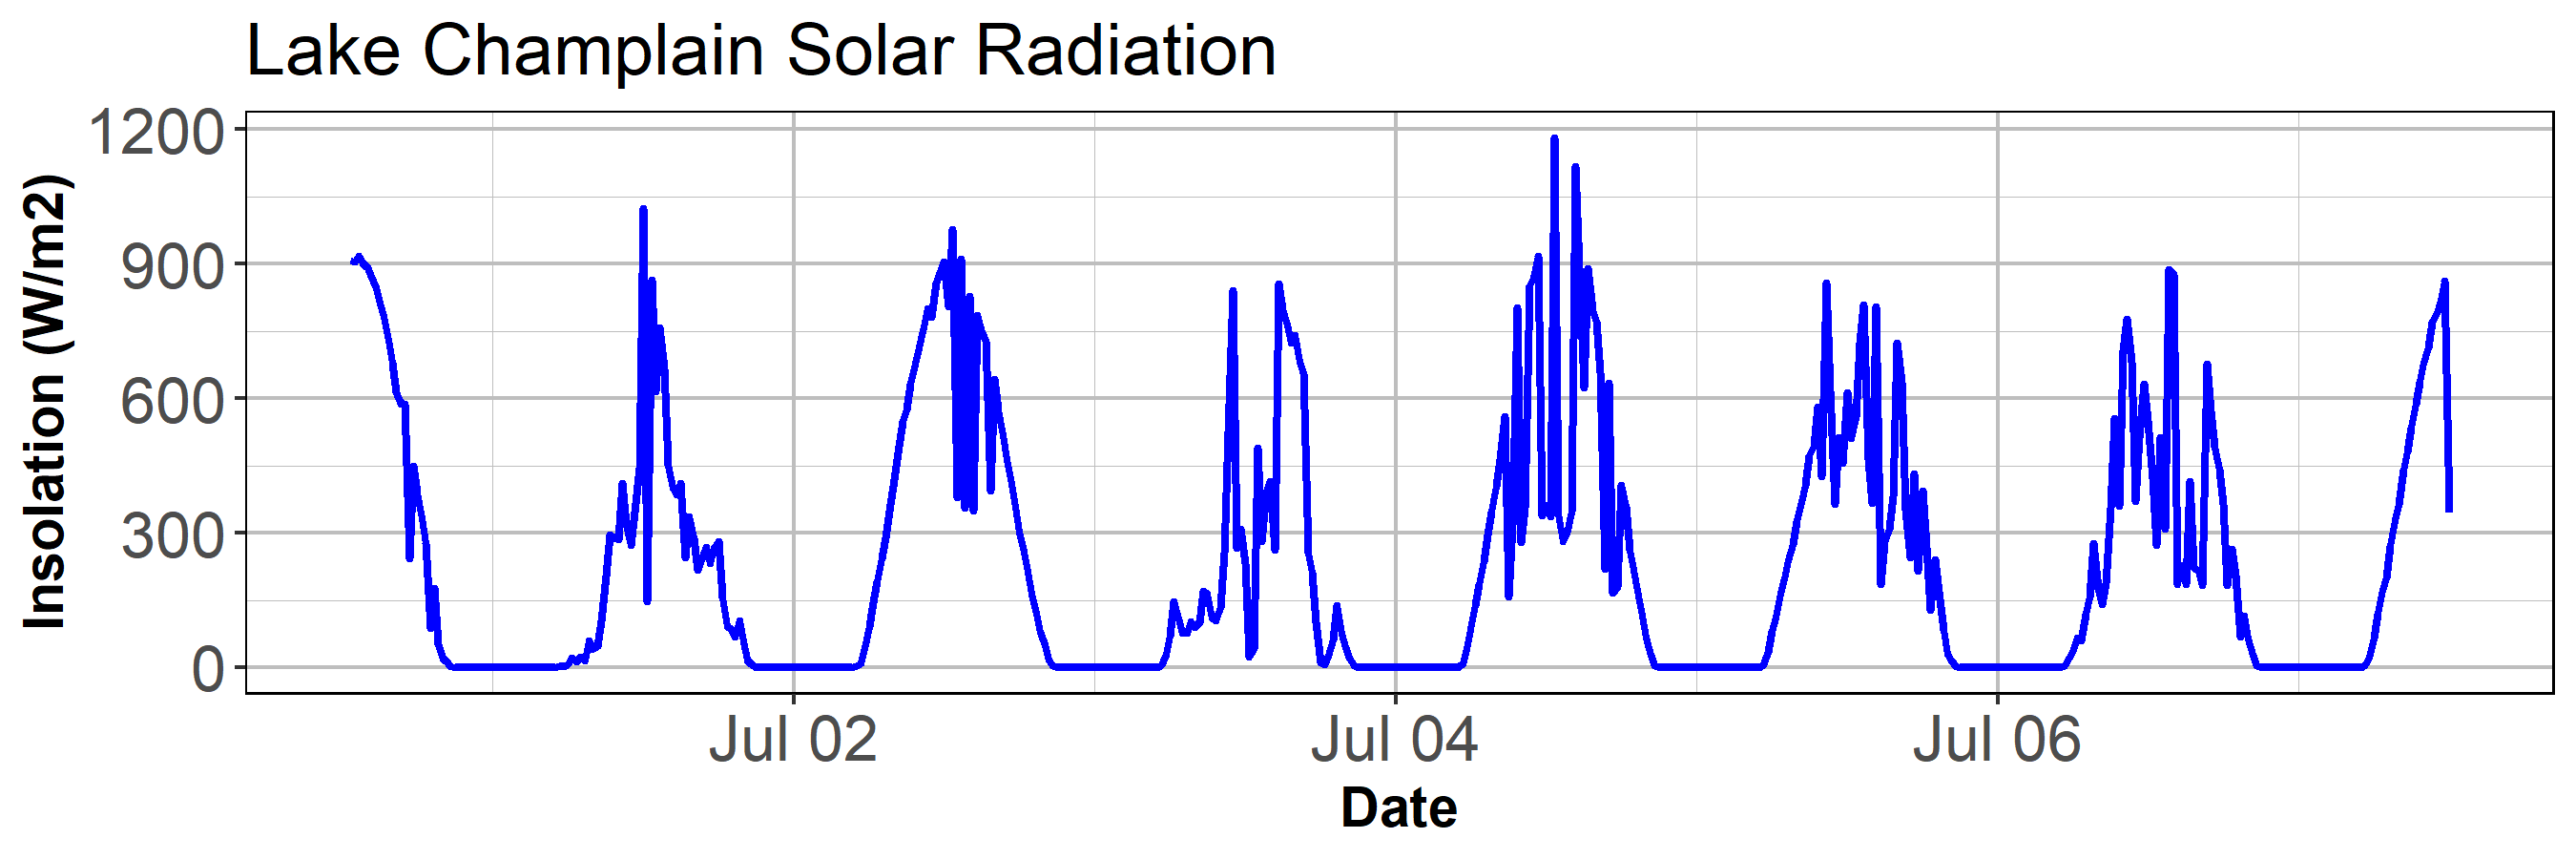 Lake Champlain Solar Radiation
1200
900
600
300
0
Insolation (W/m2)
Jul 02 Jul 04 Jul 06
Date